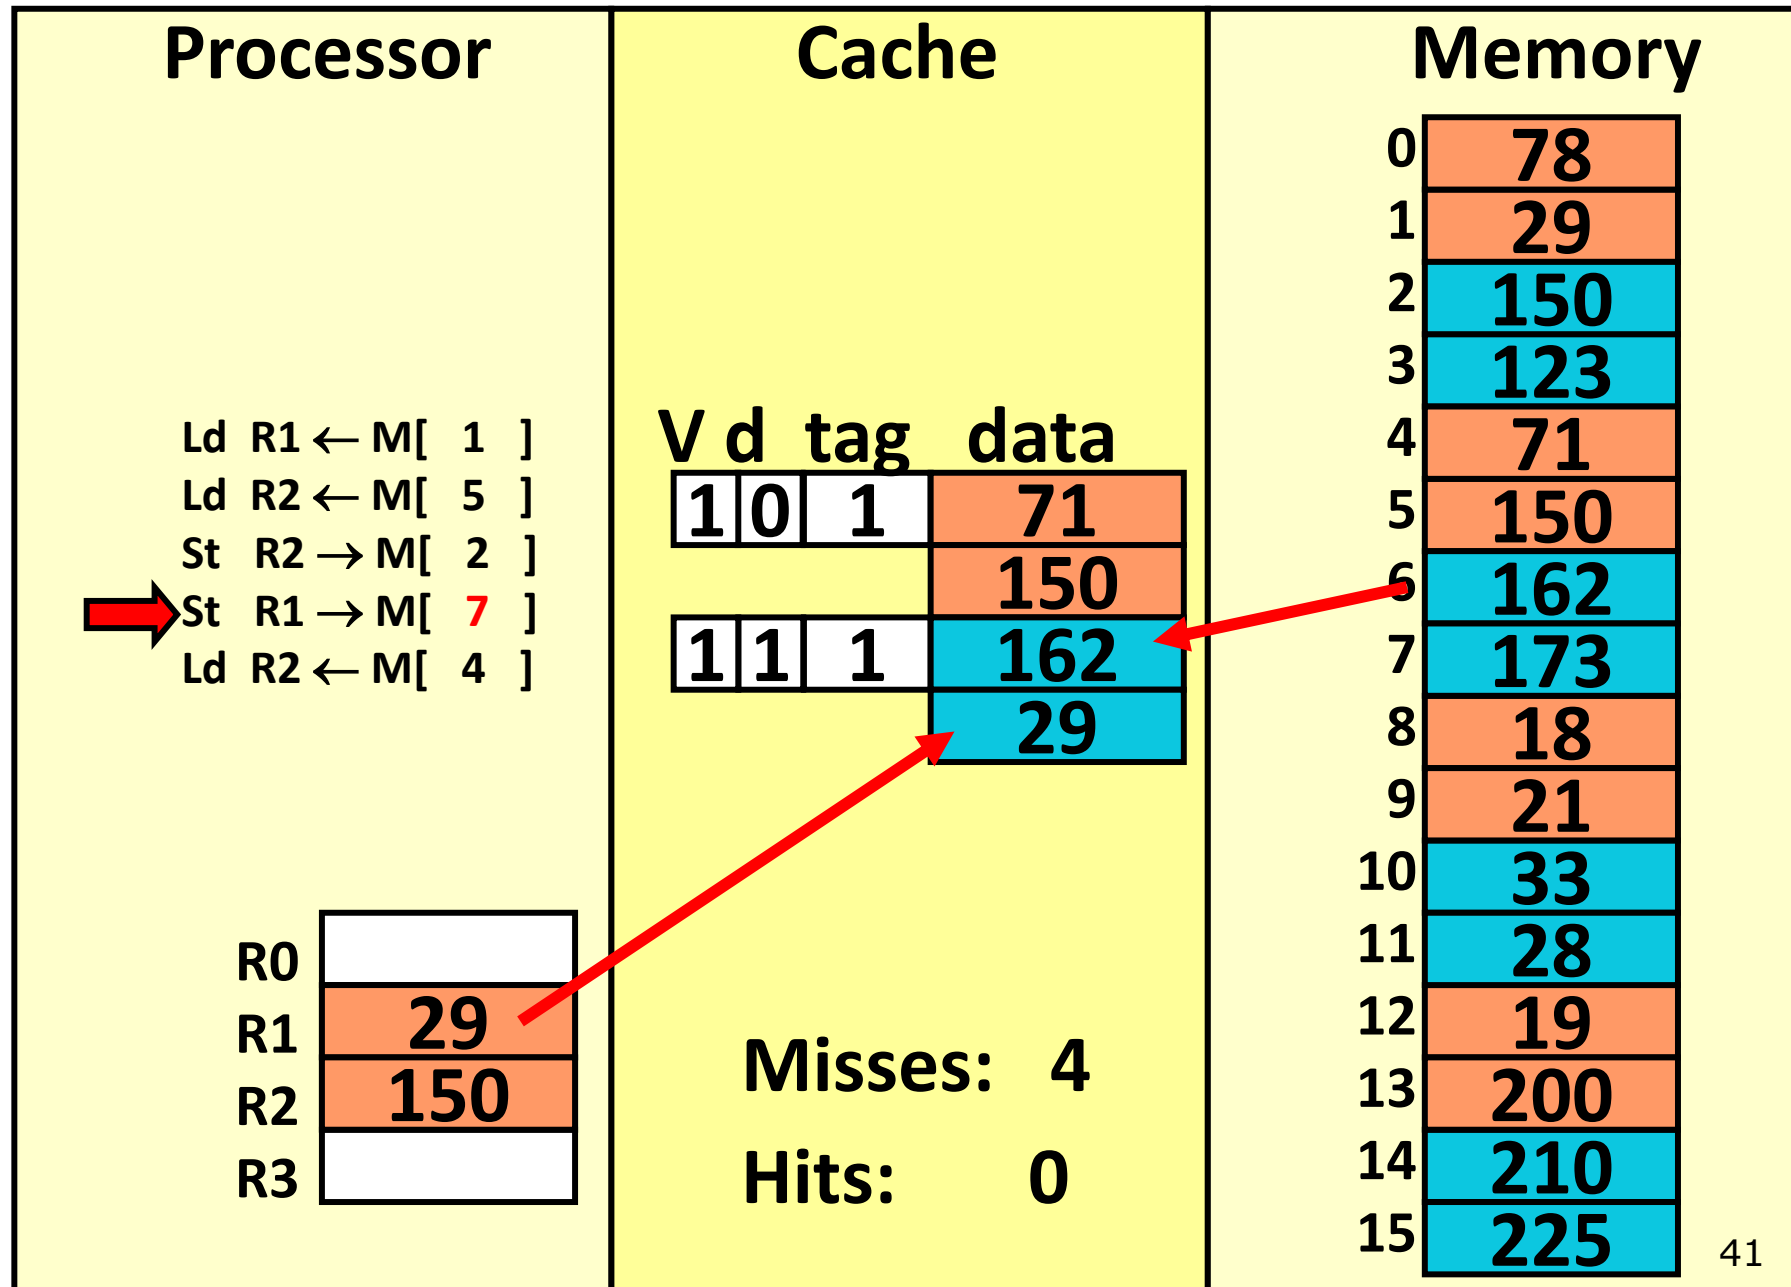 Processor
Ld R1 ← M[ 1 ]
Ld R2 ← M[ 5 ]
St R2 → M[ 2 ]
St R1 → M[ 7 ]
Ld R2 ← M[ 4 ]
R0
R1 29
R2 150
R3
Cache
V d tag data
1 0 1 71
150
1 1 1 162
29
Misses: 4
Hits: 0
Memory
0 78
1 29
2 150
3 123
4 71
5 150
6 162
7 173
8 18
9 21
10 33
11 28
12 19
13 200
14 210
15 225
41